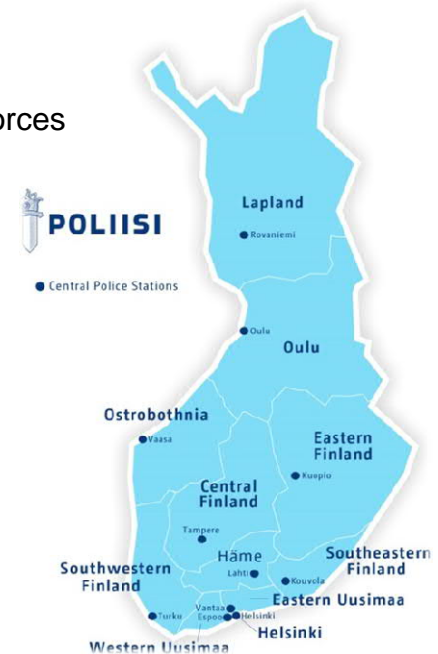 orces
POLIISI
Central Police Stations
Lapland
Rovaniemi
Oulu
Oulu
Ostrobothnia
Vaasa
Eastern
Finland
Kuopio
Central
Finland
Tampere
Häme
Lahti
Southeastern
Finland
Kouvola
Southwestern
Finland
Turku
Vantaa
Espoo
Helsinki
Eastern Uusimaa
Helsinki
Western Uusimaa